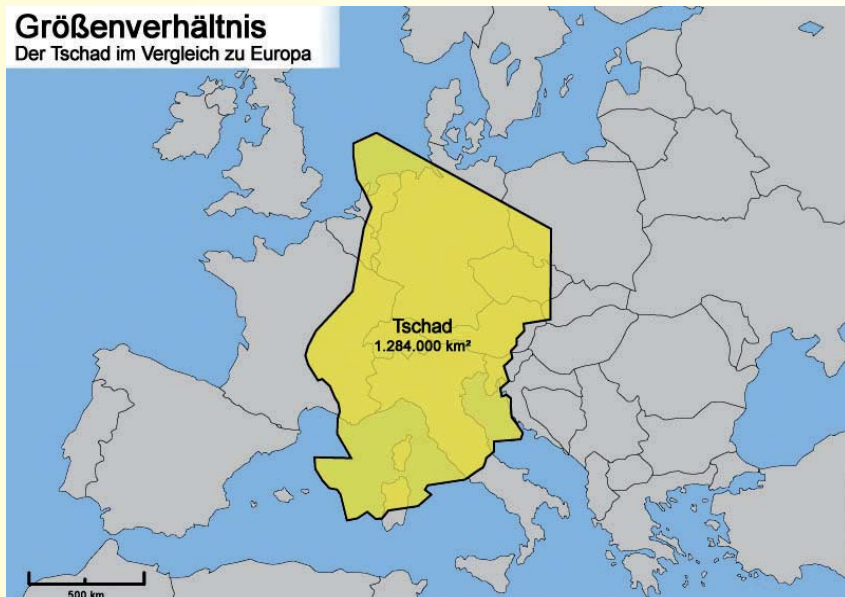 Größenverhältnis
Der Tschad im Vergleich zu Europa
Tschad
1.284.000 km²
500 km